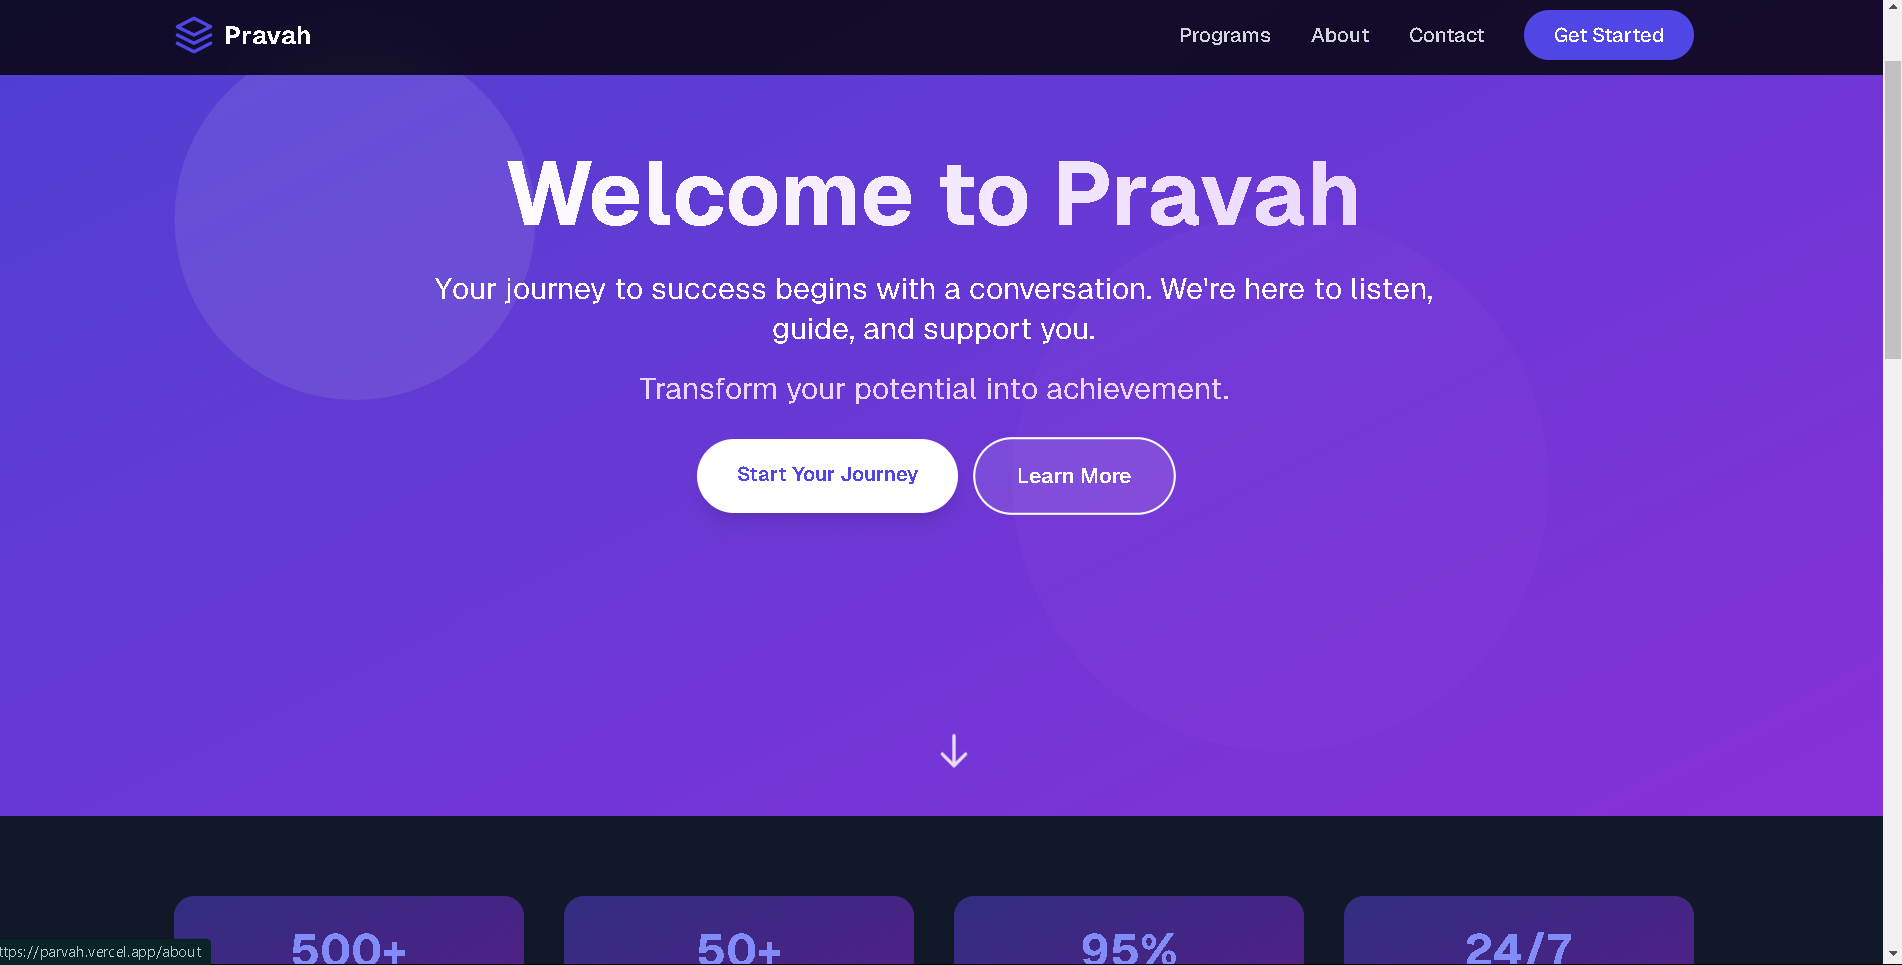 Pravah
Programs About Contact Get Started
Welcome to Pravah
Your journey to success begins with a conversation. We're here to listen,
guide, and support you.
Transform your potential into achievement.
Start Your Journey Learn More
500+ 50+ 95% 24/7
ttps://parvah.vercel.app/about